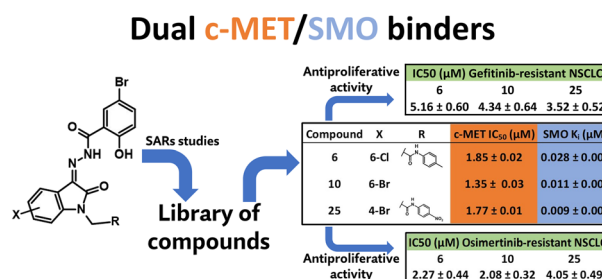 Dual c-MET/SMO binders
Br
O
OH
NH
N
O
N
X
R
SARs studies
Library of
compounds
Antiproliferative
activity
IC50 (μM) Gefitinib-resistant NSCLC
6 10 25
5.16 ± 0.60 4.34 ± 0.64 3.52 ± 0.52
Compound X R c-MET IC50 (μM) SMO Ki (μM
6 6-Cl 1.85 ± 0.02 0.028 ± 0.00
10 6-Br 1.35 ± 0.03 0.011 ± 0.00
25 4-Br 1.77 ± 0.01 0.009 ± 0.00
Antiproliferative
activity
IC50 (μM) Osimertinib-resistant NSCLC
6 10 25
2.27 ± 0.44 2.08 ± 0.32 4.05 ± 0.49